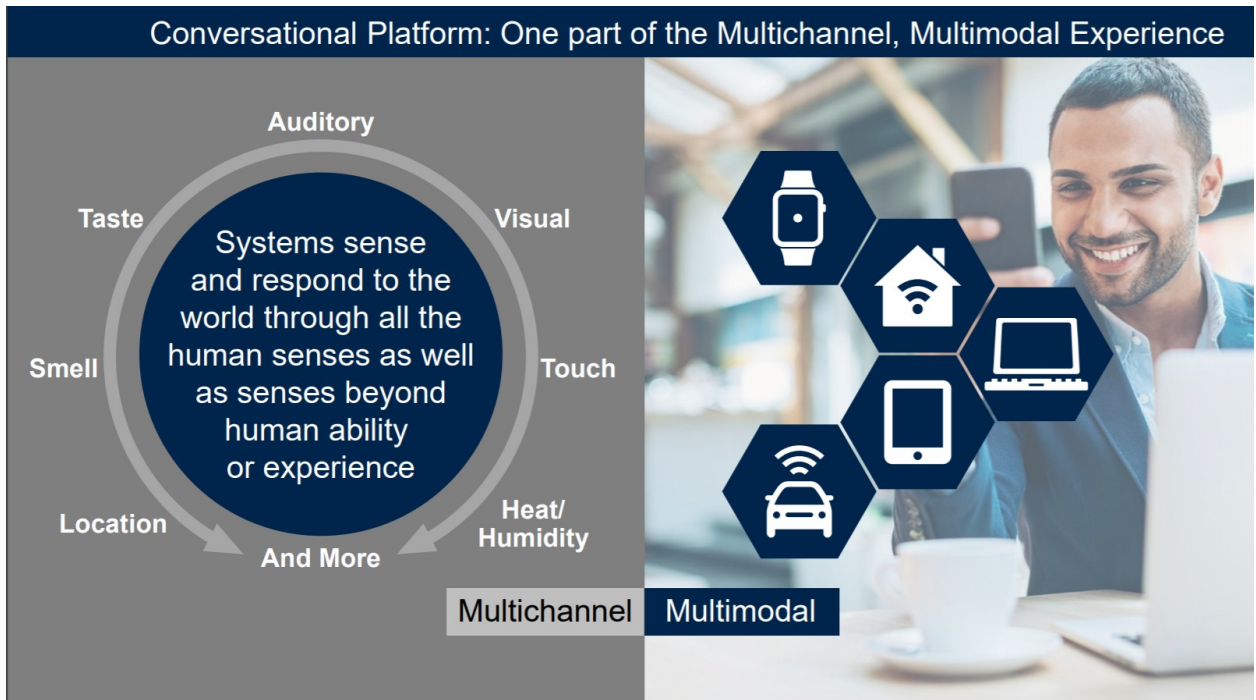 Conversational Platform: One part of the Multichannel, Multimodal Experience
Auditory
Taste
Visual
Systems sense
and respond to the
world through all the
human senses as well
as senses beyond
human ability
or experience
Smell
Touch
Location
Heat/
Humidity
And More
Multichannel
Multimodal